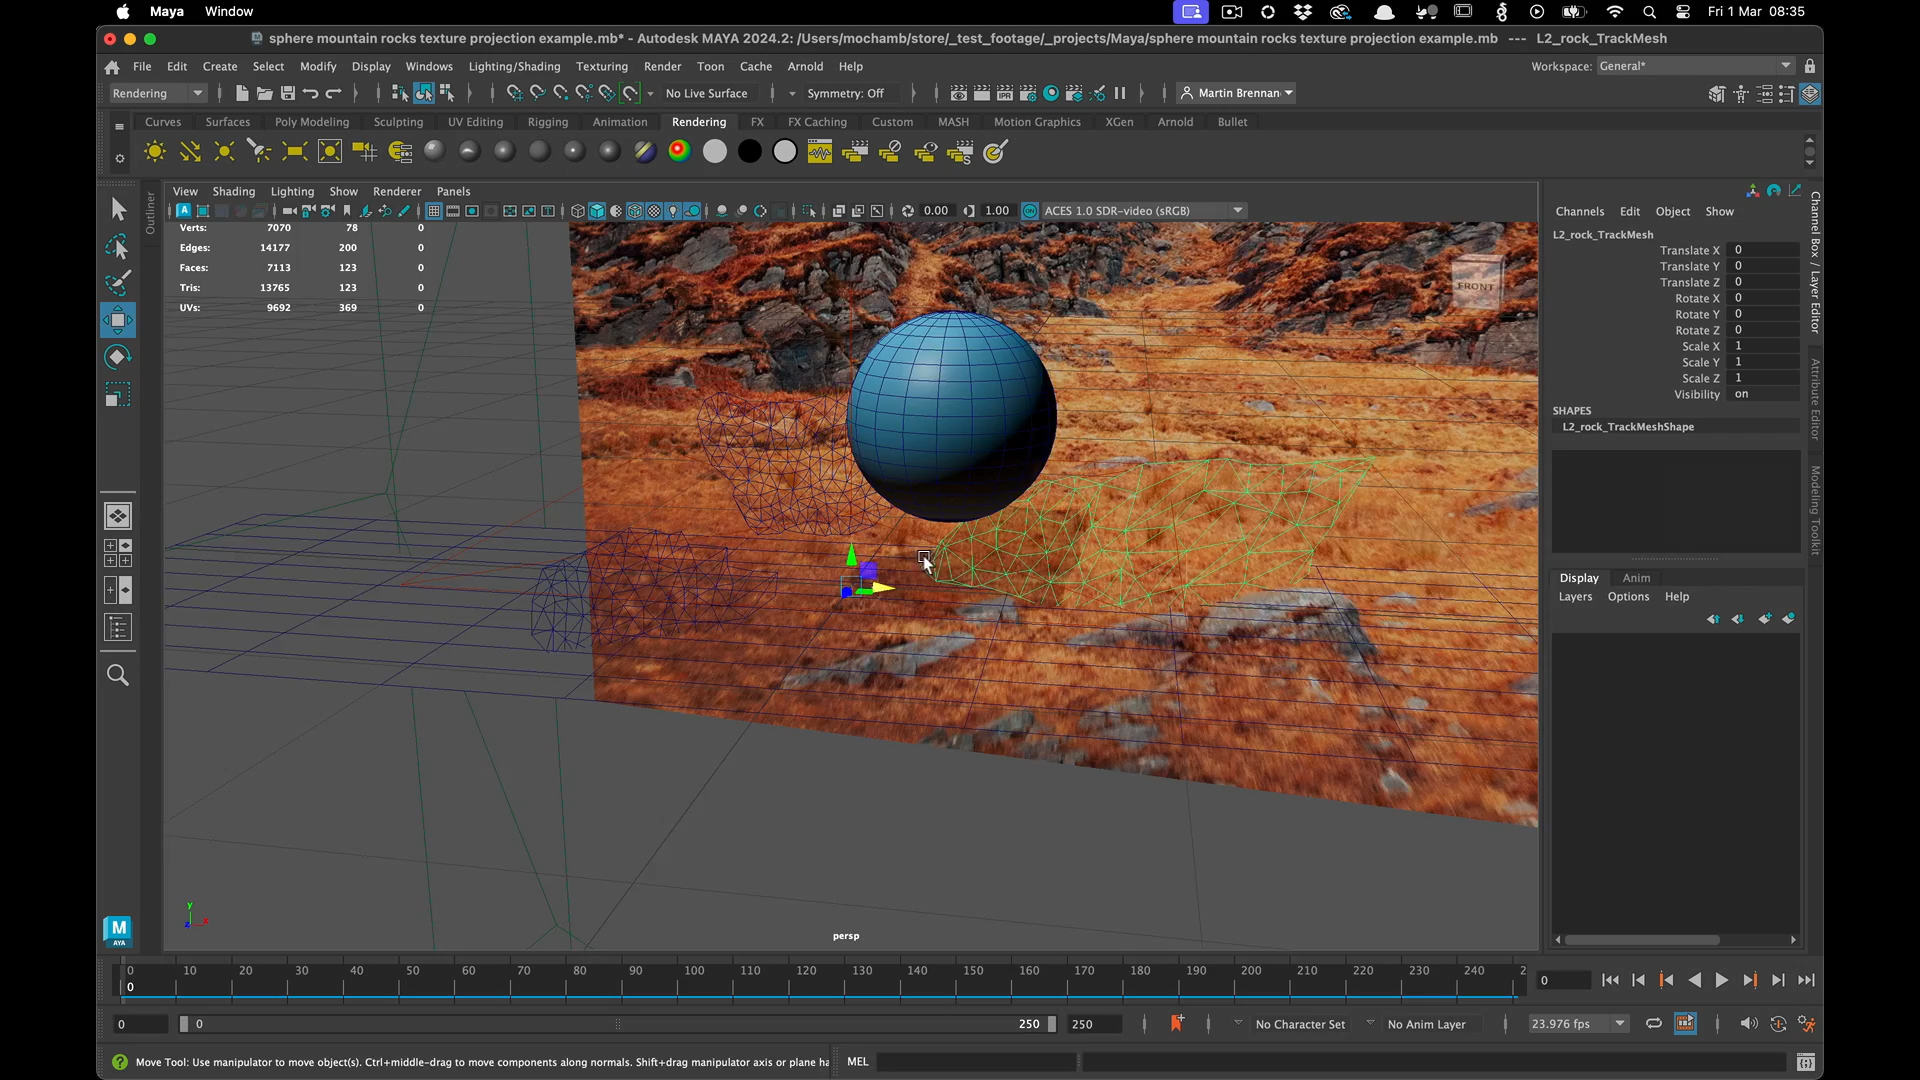 Maya Window
Fri 1 Mar 08:35
sphere mountain rocks texture projection example.mb* - Autodesk MAYA 2024.2: /Users/mochamb/store/_test_footage/_projects/Maya/sphere mountain rocks texture projection example.mb --- L2_rock_TrackMesh
File Edit Create Select Modify Display Windows Lighting/Shading Texturing Render Toon Cache Arnold Help
Workspace: General*
Rendering
No Live Surface
Symmetry: Off
Martin Brennan
Curves Surfaces Poly Modeling Sculpting UV Editing Rigging Animation Rendering FX FX Caching Custom MASH Motion Graphics XGen Arnold Bullet
IPR
View Shading Lighting Show Renderer Panels
0.00 1.00 ON ACES 1.0 SDR-video (sRGB)
Outliner
Verts: 7070 78 0
Edges: 14177 200 0
Faces: 7113 123 0
Tris: 13765 123 0
UVs: 9692 369 0
FRONT
persp
y
x
z
M
AYA
Channels Edit Object Show
L2_rock_TrackMesh
Translate X 0
Translate Y 0
Translate Z 0
Rotate X 0
Rotate Y 0
Rotate Z 0
Scale X 1
Scale Y 1
Scale Z 1
Visibility on
SHAPES
L2_rock_TrackMeshShape
Channel Box / Layer Editor
Attribute Editor
Modeling Toolkit
Display Anim
Layers Options Help
0 10 20 30 40 50 60 70 80 90 100 110 120 130 140 150 160 170 180 190 200 210 220 230 240 2
0
0
0 0 250 250
No Character Set
No Anim Layer
23.976 fps
Move Tool: Use manipulator to move object(s). Ctrl+middle-drag to move components along normals. Shift+drag manipulator axis or plane ha
MEL